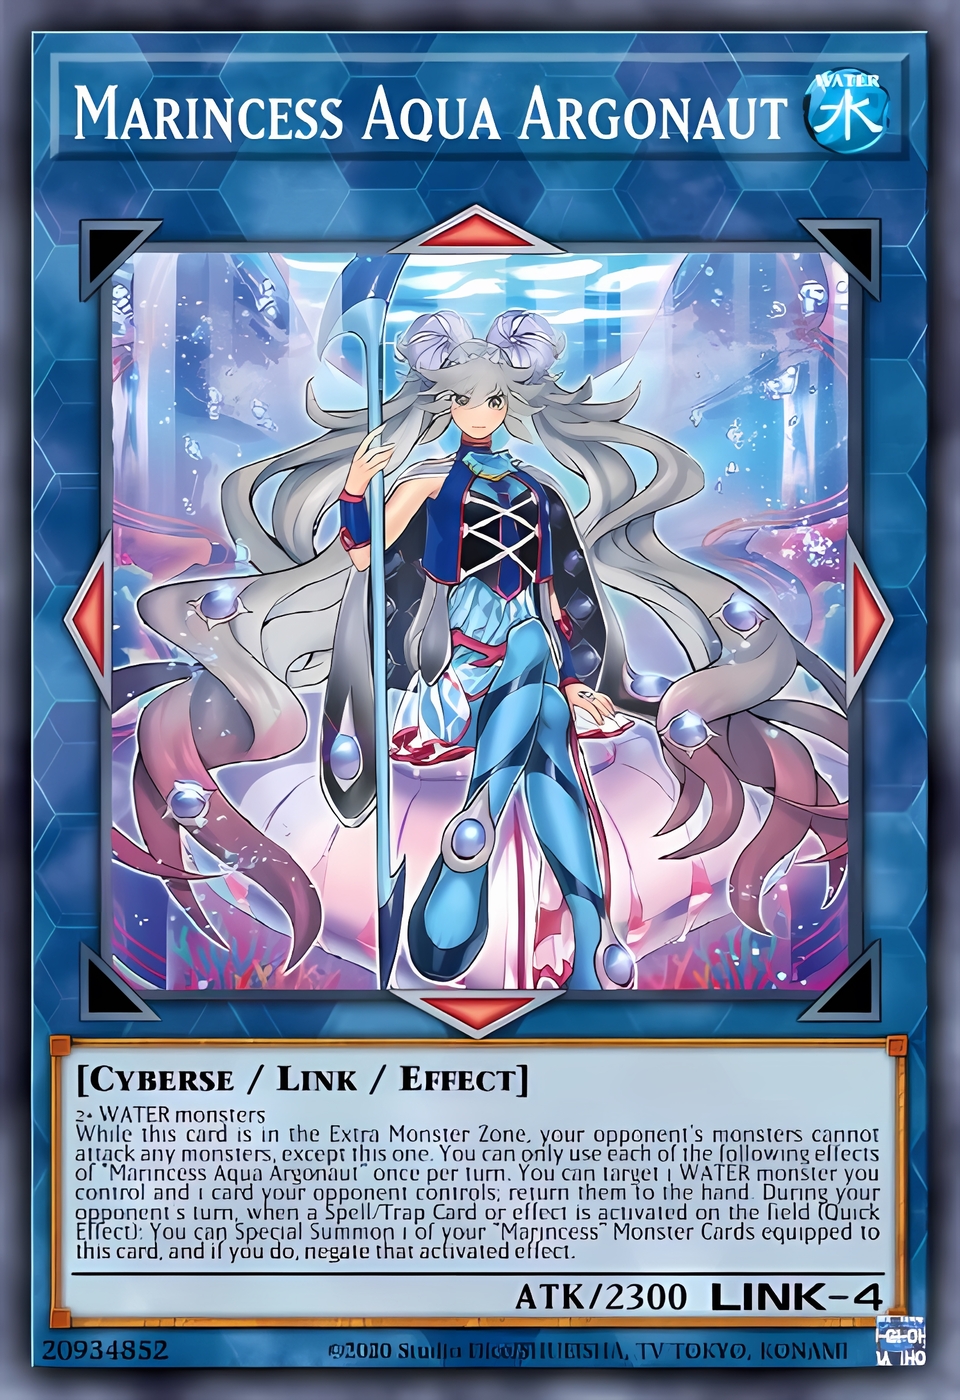 MARINCESS AQUA ARGONAUT
WATER
水
[CYBERSE / LINK / EFFECT]
2+ WATER monsters
While this card is in the Extra Monster Zone, your opponent's monsters cannot
attack any monsters, except this one. You can only use each of the following effects
of "Marincess Aqua Argonaut" once per turn. You can target 1 WATER monster you
control and 1 card your opponent controls; return them to the hand. During your
opponent's turn, when a Spell/Trap Card or effect is activated on the field (Quick
Effect): You can Special Summon 1 of your "Marincess" Monster Cards equipped to
this card, and if you do, negate that activated effect.
ATK/2300 LINK-4
20934852
TV TOKYO, KONAMI